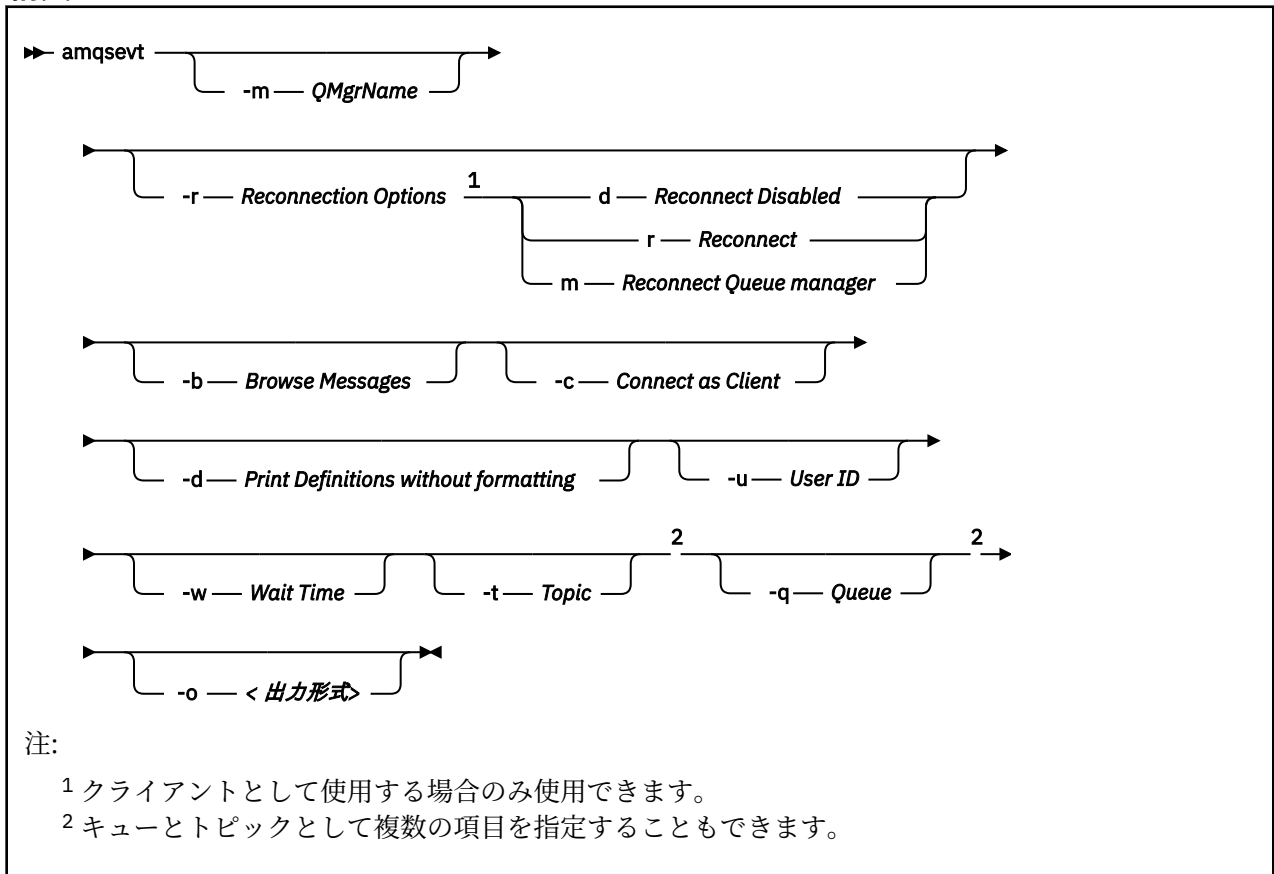 amqsevt
-m QMgrName
-r Reconnection Options 1 d Reconnect Disabled
r Reconnect
m Reconnect Queue manager
-b Browse Messages -c Connect as Client
-d Print Definitions without formatting -u User ID
-w Wait Time -t Topic 2 -q Queue 2
-o < 出力形式>
注:
1 クライアントとして使用する場合のみ使用できます。
2 キューとトピックとして複数の項目を指定することもできます。